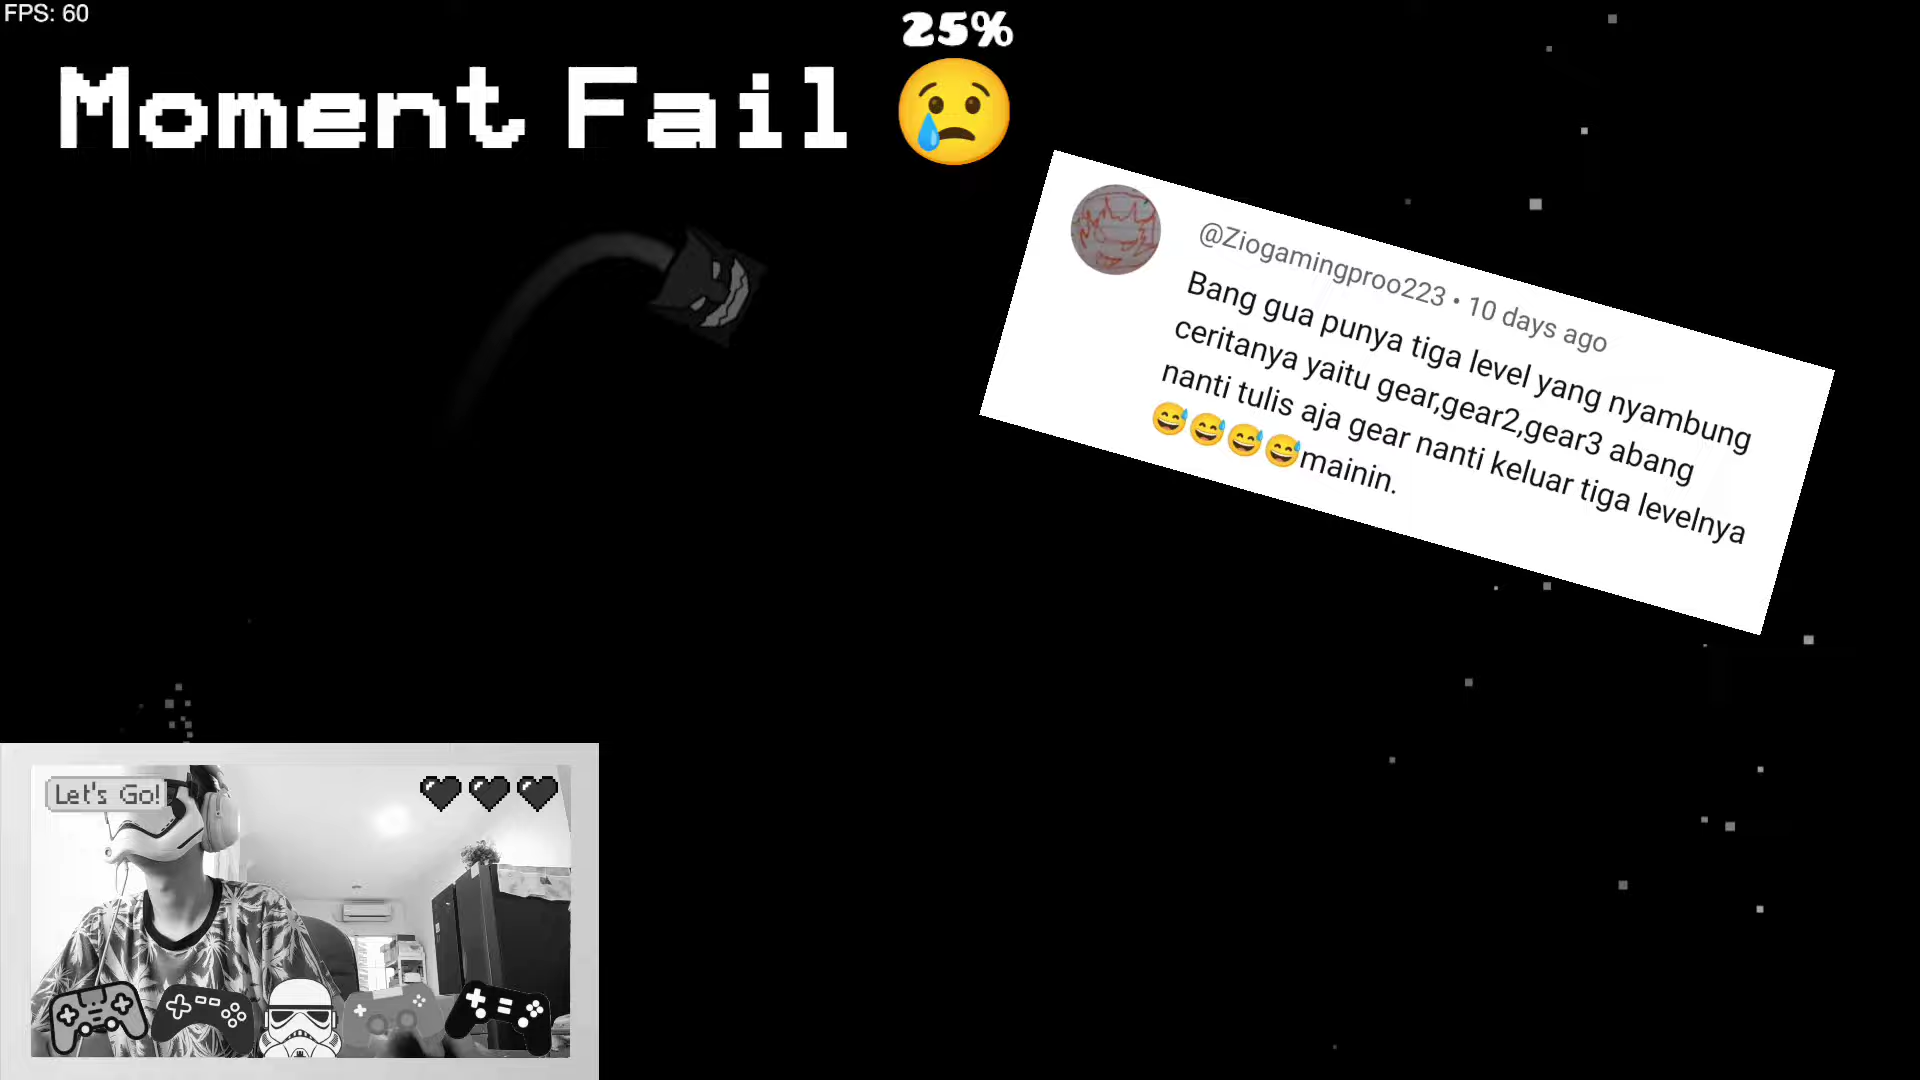 FPS: 60
25%
Moment Fail 😢
@Ziogamingproo223 • 10 days ago
Bang gua punya tiga level yang nyambung
ceritanya yaitu gear,gear2,gear3 abang
nanti tulis aja gear nanti keluar tiga levelnya
😅😅😅😅mainin.
Let's Go!